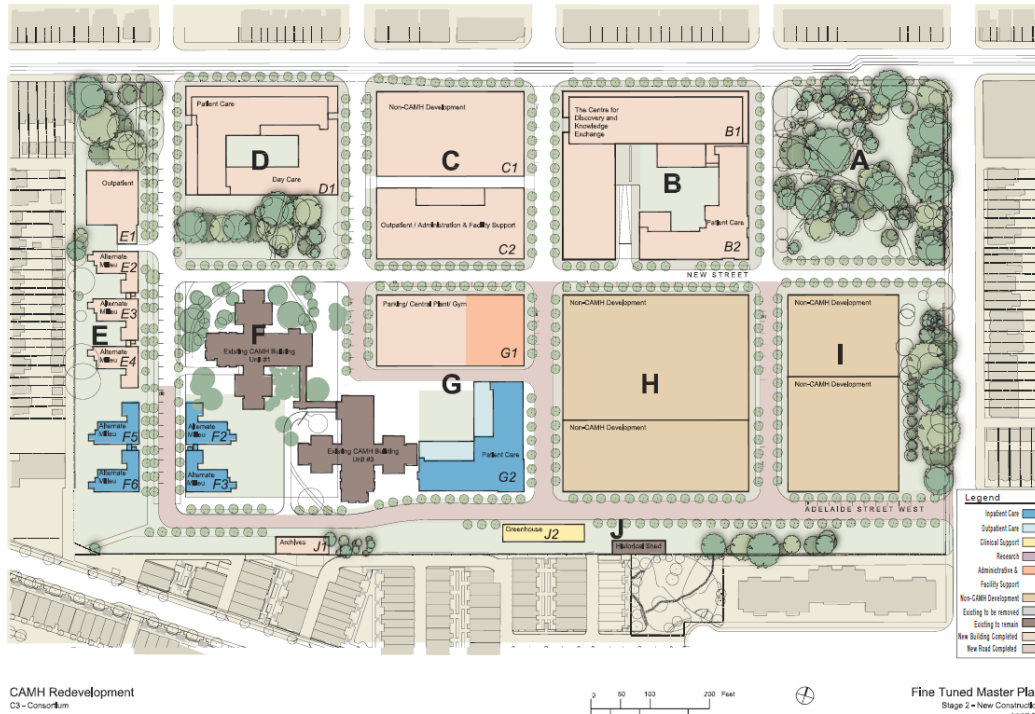 Patient Care
D
Day Care
D1
Non-CAMH Development
C
C1
Outpatient / Administration & Facility Support
C2
The Centre for
Discovery and
Knowledge
Exchange
B1
B
Patient Care
B2
A
NEW STREET
Outpatient
E1
Alternate
Milieu
E2
Alternate
Milieu
E3
E
Alternate
Milieu
E4
Alternate
Milieu
F5
Alternate
Milieu
F6
F
Existing CAMH Building
Unit #1
Alternate
Milieu
F2
Alternate
Milieu
F3
Existing CAMH Building
Unit #3
Parking/ Central Plant/ Gym
G1
G
Patient Care
G2
Non-CAMH Development
H
Non-CAMH Development
Non-CAMH Development
I
Non-CAMH Development
ADELAIDE STREET WEST
Archives
J1
Greenhouse
J2
J
Historical Shed
Legend
Inpatient Care
Outpatient Care
Clinical Support
Research
Administrative &
Facility Support
Non-CAMH Development
Existing to be removed
Existing to remain
New Building Completed
New Road Completed
CAMH Redevelopment
C3 - Consortium
0 50 100 200 Feet
Fine Tuned Master Pla
Stage 2 - New Constructi